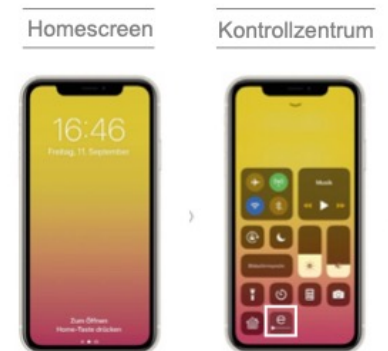 Homescreen
Kontrollzentrum
16:46
Freitag, 11. September
Zum Öffnen
Home-Taste drücken
Musik